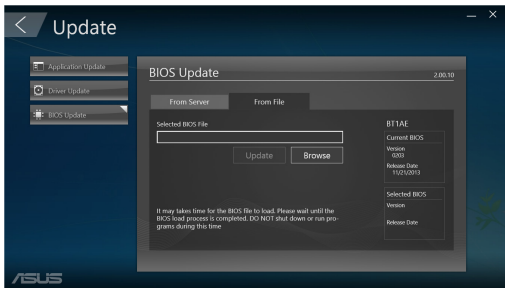 Update
Application Update
Driver Update
BIOS Update
BIOS Update
2.00.10
From Server
From File
Selected BIOS File
Update
Browse
It may takes time for the BIOS file to load. Please wait until the
BIOS load process is completed. DO NOT shut down or run pro-
grams during this time
BT1AE
Current BIOS
Version
0203
Release Date
11/21/2013
Selected BIOS
Version
Release Date
ASUS